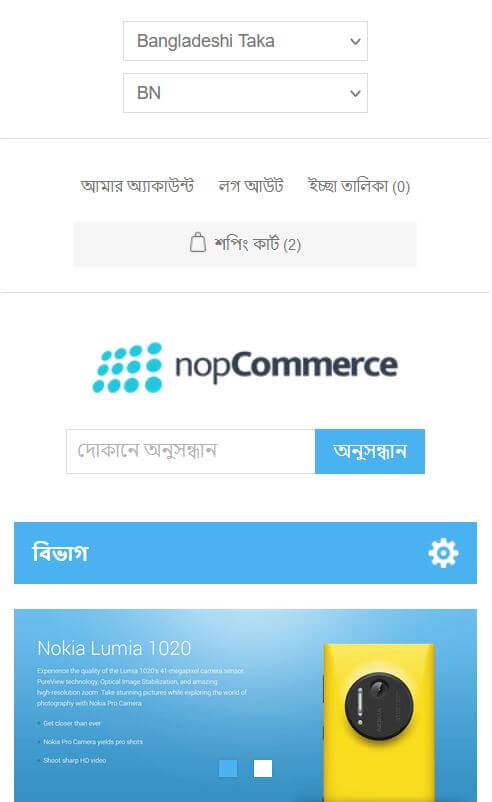 Bangladeshi Taka
BN
আমার অ্যাকাউন্ট লগ আউট ইচ্ছা তালিকা (0)
শপিং কার্ট (2)
nopCommerce
দোকানে অনুসন্ধান অনুসন্ধান
বিভাগ
Nokia Lumia 1020
Experience the quality of the Lumia 1020's 41-megapixel camera sensor,
PureView technology, Optical Image Stabilization, and amazing
high-resolution zoom. Take stunning pictures while exploring the world of
photography with Nokia Pro Camera
Get closer than ever
Nokia Pro Camera yields pro shots
Shoot sharp HD video
NOKIA